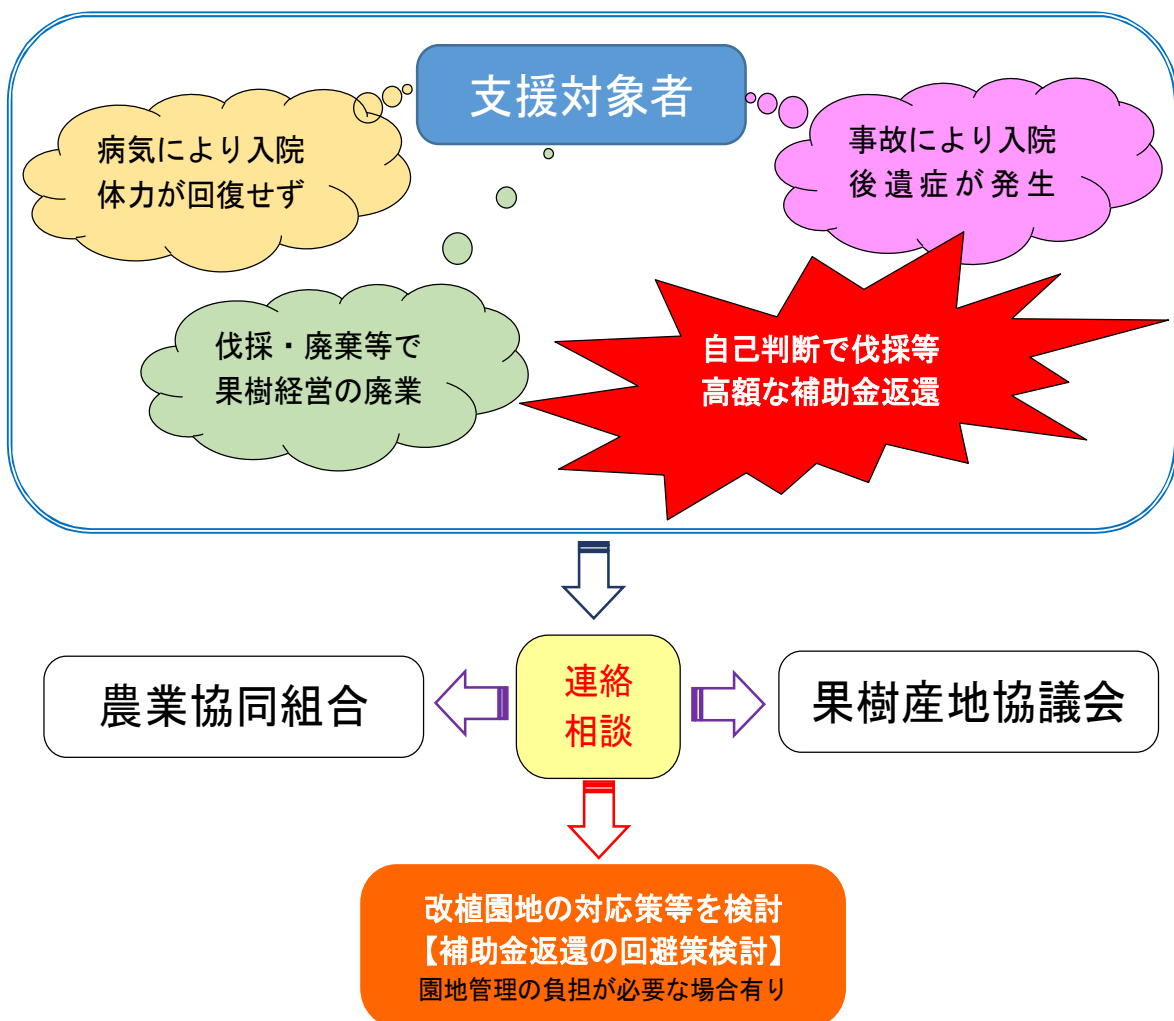 支援対象者
病気により入院
体力が回復せず
事故により入院
後遺症が発生
伐採・廃棄等で
果樹経営の廃業
自己判断で伐採等
高額な補助金返還
連絡
相談
農業協同組合
果樹産地協議会
改植園地の対応策等を検討
【補助金返還の回避策検討】
園地管理の負担が必要な場合有り